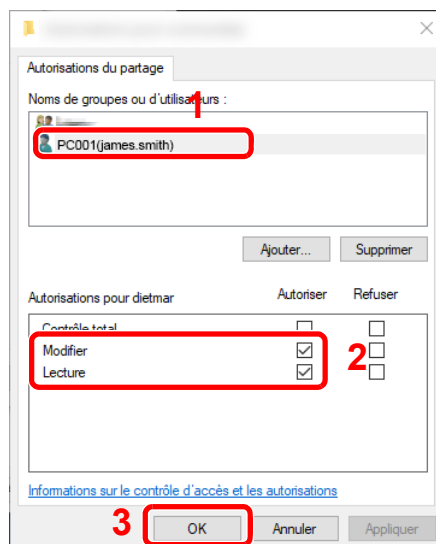 Autorisations du partage
Noms de groupes ou d'utilisateurs :
1
PC001(james.smith)
Ajouter...
Supprimer
Autorisations pour dietmar
Autoriser
Refuser
Contrôle total
Modifier
2
Lecture
Informations sur le contrôle d'accès et les autorisations
3
OK
Annuler
Appliquer